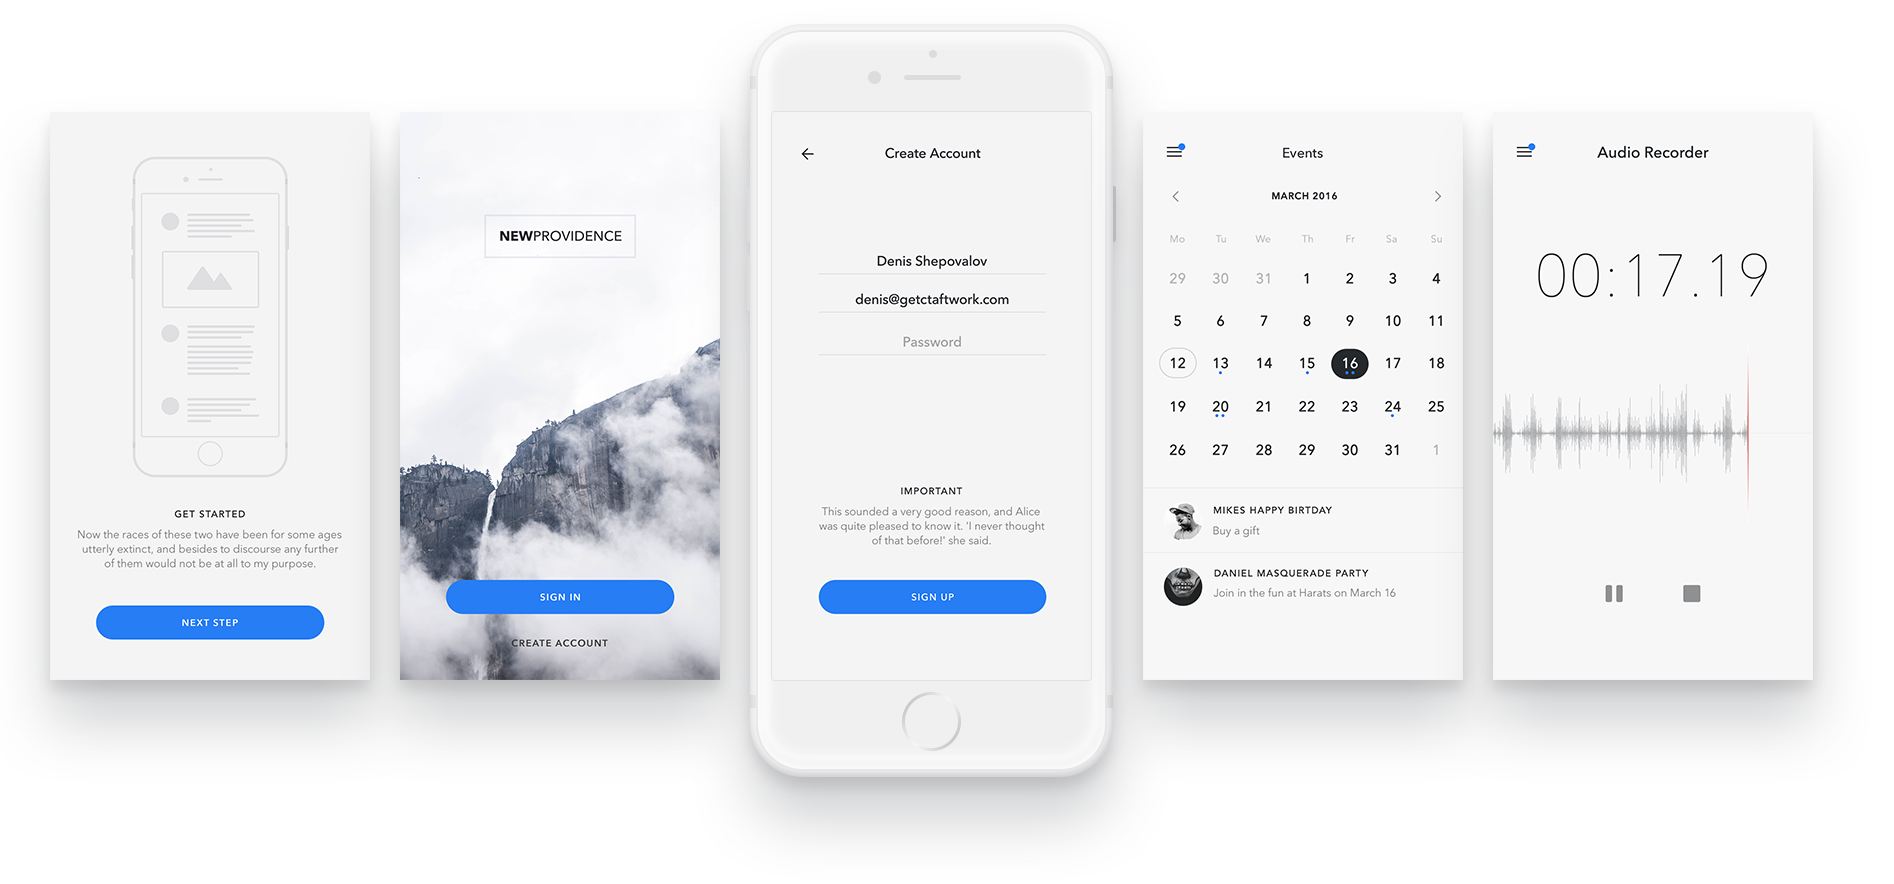 GET STARTED
Now the races of these two have been for some ages
utterly extinct, and besides to discourse any further
of them would not be at all to my purpose.
NEXT STEP
NEWPROVIDENCE
SIGN IN
CREATE ACCOUNT
Create Account
Denis Shepovalov
denis@getctaftwork.com
Password
IMPORTANT
This sounded a very good reason, and Alice
was quite pleased to know it. 'I never thought
of that before!' she said.
SIGN UP
Events
MARCH 2016
Mo Tu We Th Fr Sa Su
29 30 31 1 2 3 4
5 6 7 8 9 10 11
12 13 14 15 16 17 18
19 20 21 22 23 24 25
26 27 28 29 30 31 1
MIKES HAPPY BIRTDAY
Buy a gift
DANIEL MASQUERADE PARTY
Join in the fun at Harats on March 16
Audio Recorder
00:17.19